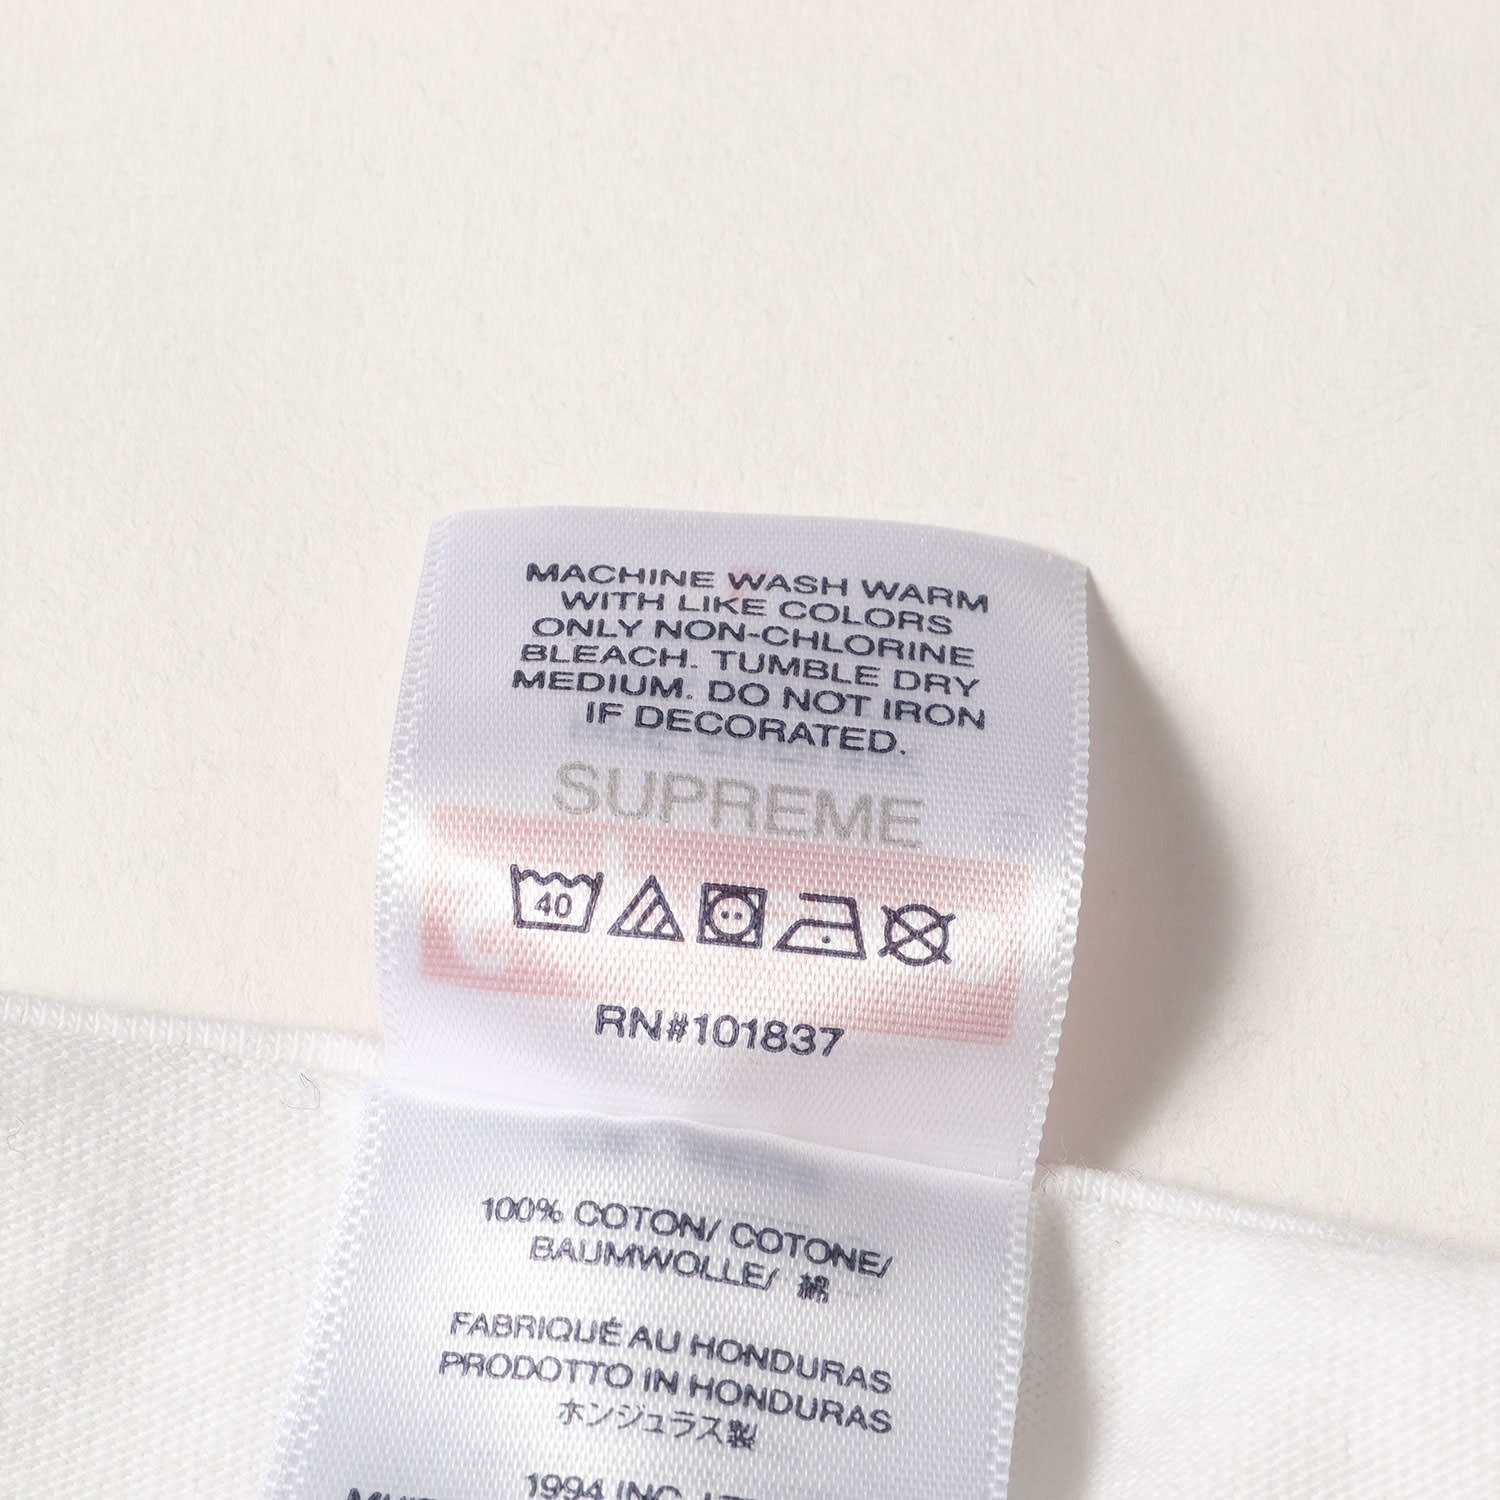 MACHINE WASH WARM
WITH LIKE COLORS
ONLY NON-CHLORINE
BLEACH. TUMBLE DRY
MEDIUM. DO NOT IRON
IF DECORATED.
SUPREME
40
RN#101837
100% COTON/ COTONE/
BAUMWOLLE/ 綿
FABRIQUÉ AU HONDURAS
PRODOTTO IN HONDURAS
ホンジュラス製
1994 INC.